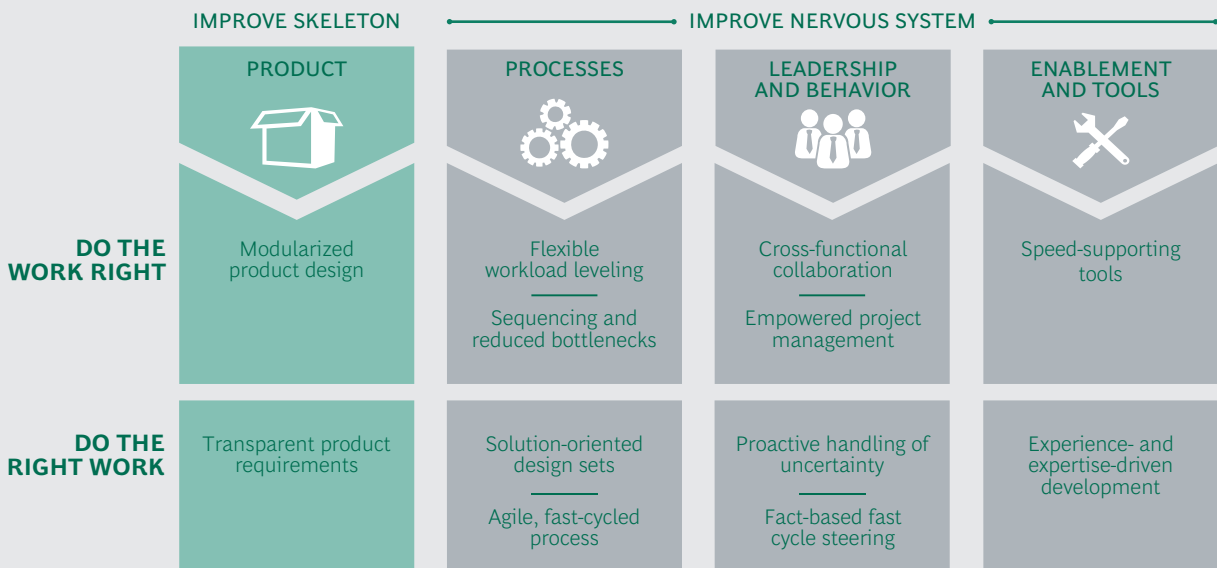 IMPROVE SKELETON
IMPROVE NERVOUS SYSTEM
PRODUCT
PROCESSES
LEADERSHIP
AND BEHAVIOR
ENABLEMENT
AND TOOLS
DO THE
WORK RIGHT
Modularized
product design
Flexible
workload leveling
Sequencing and
reduced bottlenecks
Cross-functional
collaboration
Empowered project
management
Speed-supporting
tools
DO THE
RIGHT WORK
Transparent product
requirements
Solution-oriented
design sets
Agile, fast-cycled
process
Proactive handling of
uncertainty
Fact-based fast
cycle steering
Experience- and
expertise-driven
development